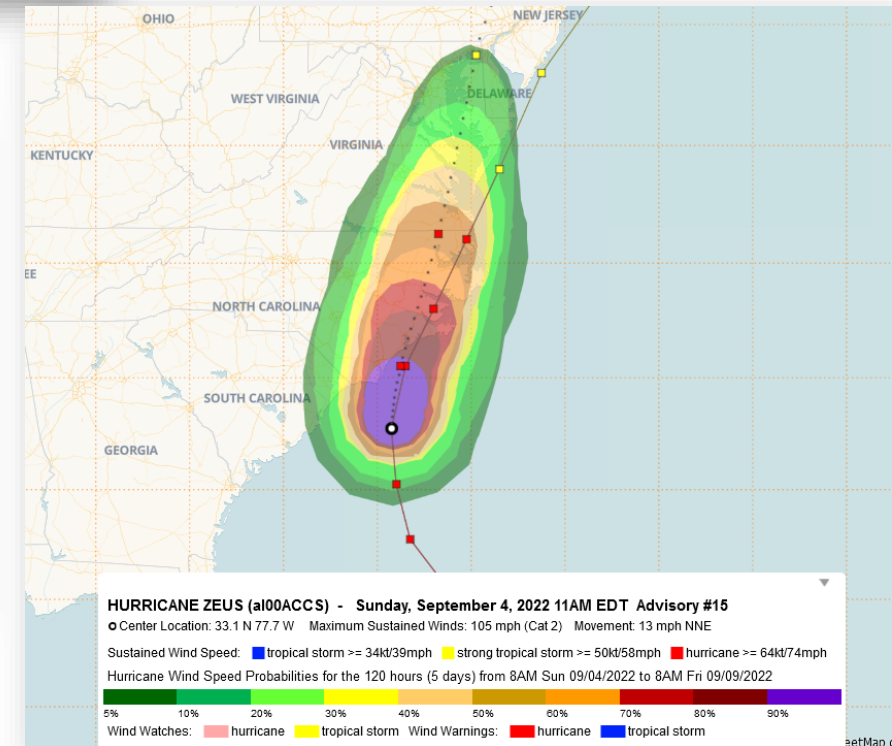 OHIO
NEW JERSEY
WEST VIRGINIA
DELAWARE
VIRGINIA
KENTUCKY
EE
NORTH CAROLINA
SOUTH CAROLINA
GEORGIA
HURRICANE ZEUS (al00ACCS) - Sunday, September 4, 2022 11AM EDT Advisory #15
Center Location: 33.1 N 77.7 W Maximum Sustained Winds: 105 mph (Cat 2) Movement: 13 mph NNE
Sustained Wind Speed: tropical storm >= 34kt/39mph strong tropical storm >= 50kt/58mph hurricane >= 64kt/74mph
Hurricane Wind Speed Probabilities for the 120 hours (5 days) from 8AM Sun 09/04/2022 to 8AM Fri 09/09/2022
5% 10% 20% 30% 40% 50% 60% 70% 80% 90%
Wind Watches: hurricane tropical storm Wind Warnings: hurricane tropical storm
eetMap c